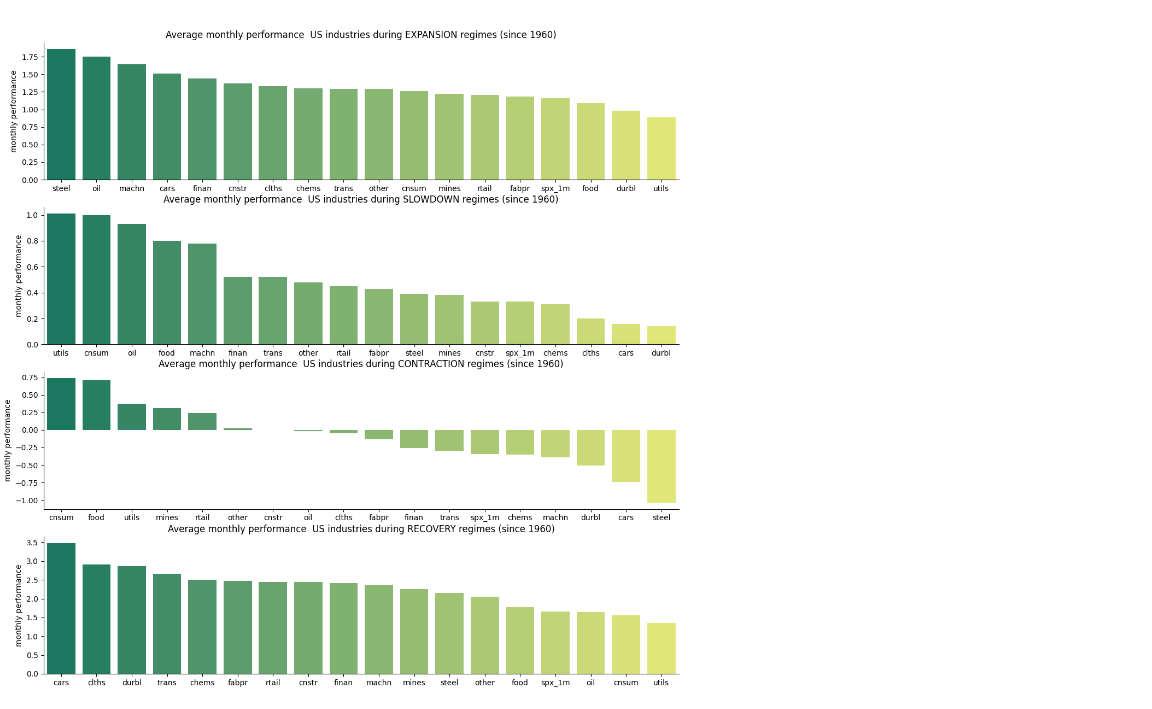 Average monthly performance  US industries during EXPANSION regimes (since 1960)
monthly performance
1.75
1.50
1.25
1.00
0.75
0.50
0.25
0.00
steel oil machn cars finan cnstr clths chems trans other cnsum mines rtail fabpr spx_1m food durbl utils
Average monthly performance  US industries during SLOWDOWN regimes (since 1960)
monthly performance
1.0
0.8
0.6
0.4
0.2
0.0
utils cnsum oil food machn finan trans other rtail fabpr steel mines cnstr spx_1m chems clths cars durbl
Average monthly performance  US industries during CONTRACTION regimes (since 1960)
monthly performance
0.75
0.50
0.25
0.00
−0.25
−0.50
−0.75
−1.00
cnsum food utils mines rtail other cnstr oil clths fabpr finan trans spx_1m chems machn durbl cars steel
Average monthly performance  US industries during RECOVERY regimes (since 1960)
monthly performance
3.5
3.0
2.5
2.0
1.5
1.0
0.5
0.0
cars clths durbl trans chems fabpr rtail cnstr finan machn mines steel other food spx_1m oil cnsum utils